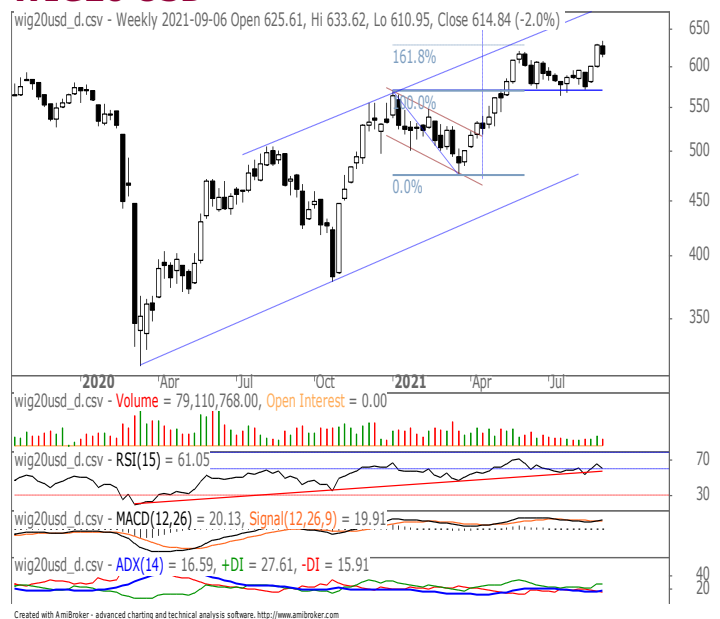 WIG20 USD
wig20usd_d.csv - Weekly 2021-09-06 Open 625.61, Hi 633.62, Lo 610.95, Close 614.84 (-2.0%)
650
161.8%
600
100.0%
550
500
0.0%
450
400
350
2020 Apr Jul Oct 2021 Apr Jul
wig20usd_d.csv - Volume = 79,110,768.00, Open Interest = 0.00
wig20usd_d.csv - RSI(15) = 61.05
70
30
wig20usd_d.csv - MACD(12,26) = 20.13, Signal(12,26,9) = 19.91
wig20usd_d.csv - ADX(14) = 16.59, +DI = 27.61, -DI = 15.91
40
20
Created with AmiBroker - advanced charting and technical analysis software. http://www.amibroker.com